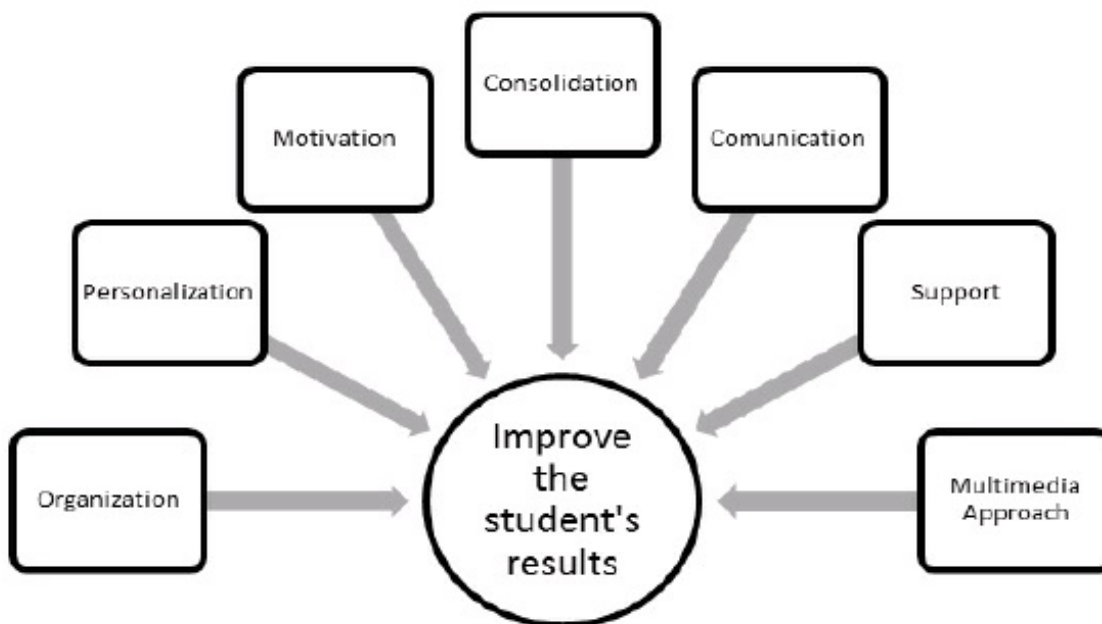 Consolidation
Motivation
Comunication
Personalization
Support
Organization
Multimedia
Approach
Improve
the
student's
results